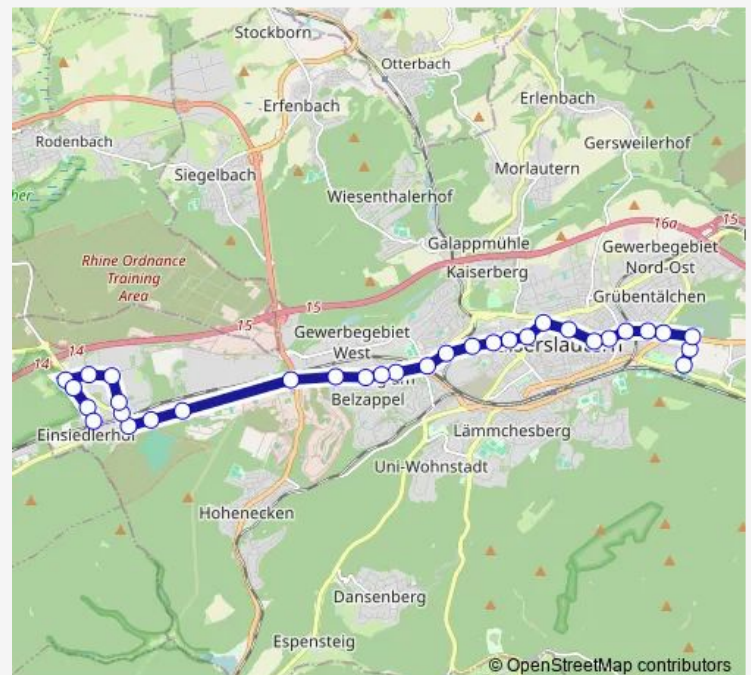 Stockborn
Otterbach
Erfenbach
Erlenbach
Rodenbach
Gersweilerhof
Siegelbach
Morlautern
Wiesenthalerhof
16a
15
Galappmühle
Gewerbegebiet
Nord-Ost
Kaiserberg
Rhine Ordnance
Training
Area
Grübentälchen
15
15
Gewerbegebiet
West
14
14
Belzappel
Einsiedlerhof
Lämmchesberg
Uni-Wohnstadt
Hohenecken
Dansenberg
Espensteig
© OpenStreetMap contributors